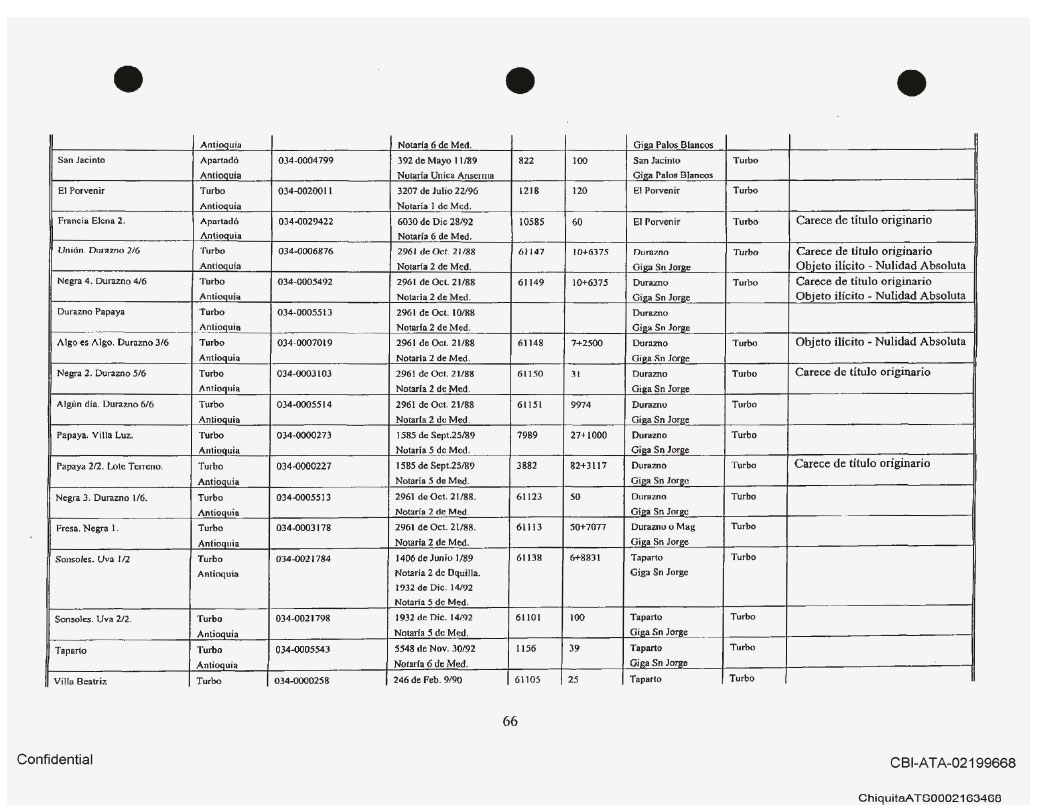 Antioquia Notaría 6 de Med. Giga Palos Blancos
San Jacinto Apartadó 034-0004799 392 de Mayo 11/89 822 100 San Jacinto Turbo
Antioquia Notaría Unica Anserma Giga Palos Blancos
El Porvenir Turbo 034-0020011 3207 de Julio 22/96 1218 120 El Porvenir Turbo
Antioquia Notaría 1 de Med.
Francia Elena 2. Apartadó 034-0029422 6030 de Dic 28/92 10585 60 El Porvenir Turbo Carece de título originario
Antioquia Notaría 6 de Med.
Unión. Durazno 2/6 Turbo 034-0006876 2961 de Oct. 21/88 61147 10+6375 Durazno Turbo Carece de título originario
Antioquia Notaría 2 de Med. Giga Sn Jorge Objeto ilícito - Nulidad Absoluta
Negra 4. Durazno 4/6 Turbo 034-0005492 2961 de Oct. 21/88 61149 10+6375 Durazno Turbo Carece de título originario
Antioquia Notaría 2 de Med. Giga Sn Jorge Objeto ilícito - Nulidad Absoluta
Durazno Papaya Turbo 034-0005513 2961 de Oct. 10/88 Durazno
Antioquia Notaría 2 de Med. Giga Sn Jorge
Algo es Algo. Durazno 3/6 Turbo 034-0007019 2961 de Oct. 21/88 61148 7+2500 Durazno Turbo Objeto ilícito - Nulidad Absoluta
Antioquia Notaría 2 de Med. Giga Sn Jorge
Negra 2. Durazno 5/6 Turbo 034-0003103 2961 de Oct. 21/88 61150 31 Durazno Turbo Carece de título originario
Antioquia Notaría 2 de Med. Giga Sn Jorge
Algún día. Durazno 6/6 Turbo 034-0005514 2961 de Oct. 21/88 61151 9974 Durazno Turbo
Antioquia Notaría 2 de Med. Giga Sn Jorge
Papaya. Villa Luz. Turbo 034-0000273 1585 de Sept.25/89 7989 27+1000 Durazno Turbo
Antioquia Notaría 5 de Med. Giga Sn Jorge
Papaya 2/2. Lote Terreno. Turbo 034-0000227 1585 de Sept.25/89 3882 82+3117 Durazno Turbo Carece de título originario
Antioquia Notaría 5 de Med. Giga Sn Jorge
Negra 3. Durazno 1/6. Turbo 034-0005513 2961 de Oct. 21/88. 61123 50 Durazno Turbo
Antioquia Notaría 2 de Med Giga Sn Jorge
Fresa. Negra 1. Turbo 034-0003178 2961 de Oct. 21/88. 61113 50+7077 Durazno o Mag Turbo
Antioquia Notaría 2 de Med. Giga Sn Jorge
Sonsoles. Uva 1/2 Turbo 034-0021784 1406 de Junio 1/89 61138 6+8831 Taparto Turbo
Antioquia Notaría 2 de Bquilla. Giga Sn Jorge
1932 de Dic. 14/92
Notaría 5 de Med.
Sonsoles. Uva 2/2. Turbo 034-0021798 1932 de Dic. 14/92 61101 100 Taparto Turbo
Antioquia Notaría 5 de Med. Giga Sn Jorge
Taparto Turbo 034-0005543 5548 de Nov. 30/92 1156 39 Taparto Turbo
Antioquia Notaría 6 de Med. Giga Sn Jorge
Villa Beatriz Turbo 034-0000258 246 de Feb. 9/90 61105 25 Taparto Turbo
66
Confidential
CBI-ATA-02199668
ChiquitaATS0002163468